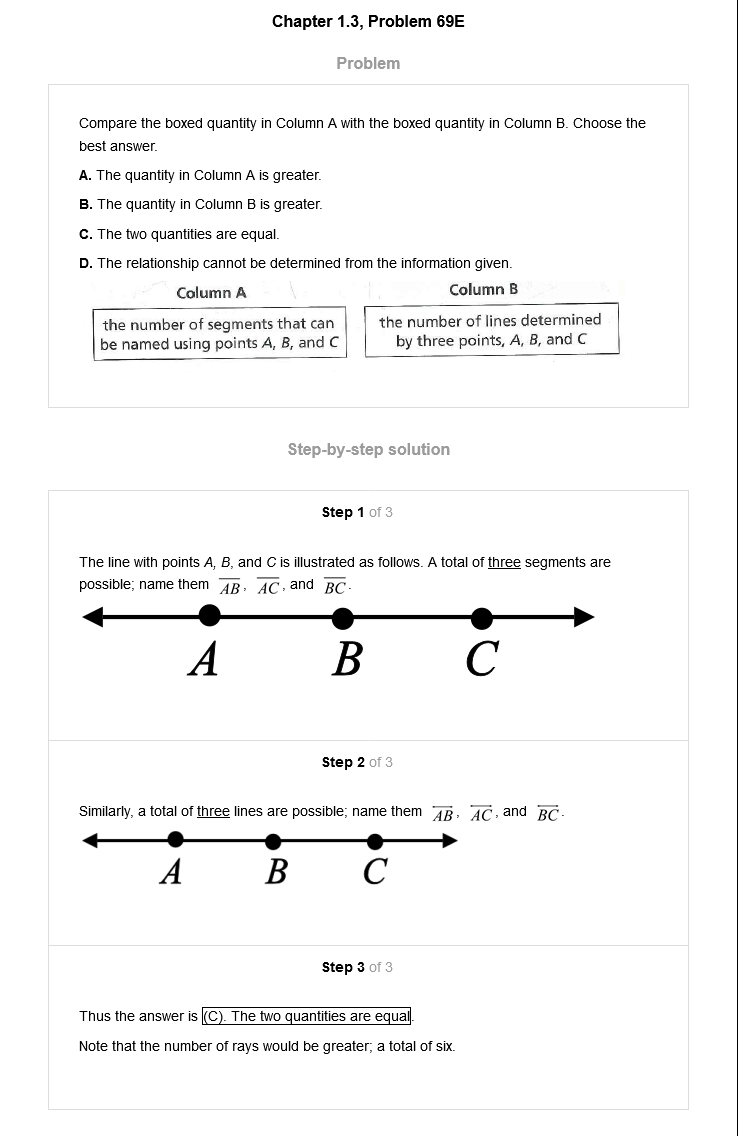 Chapter 1.3, Problem 69E
Problem
Compare the boxed quantity in Column A with the boxed quantity in Column B. Choose the
best answer.
A. The quantity in Column A is greater.
B. The quantity in Column B is greater.
C. The two quantities are equal.
D. The relationship cannot be determined from the information given.
Column A
Column B
the number of segments that can
be named using points A, B, and C
the number of lines determined
by three points, A, B, and C
Step-by-step solution
Step 1 of 3
The line with points A, B, and C is illustrated as follows. A total of three segments are
possible; name them AB, AC, and BC.
A B C
Step 2 of 3
Similarly, a total of three lines are possible; name them AB, AC, and BC.
A B C
Step 3 of 3
Thus the answer is (C). The two quantities are equal.
Note that the number of rays would be greater; a total of six.